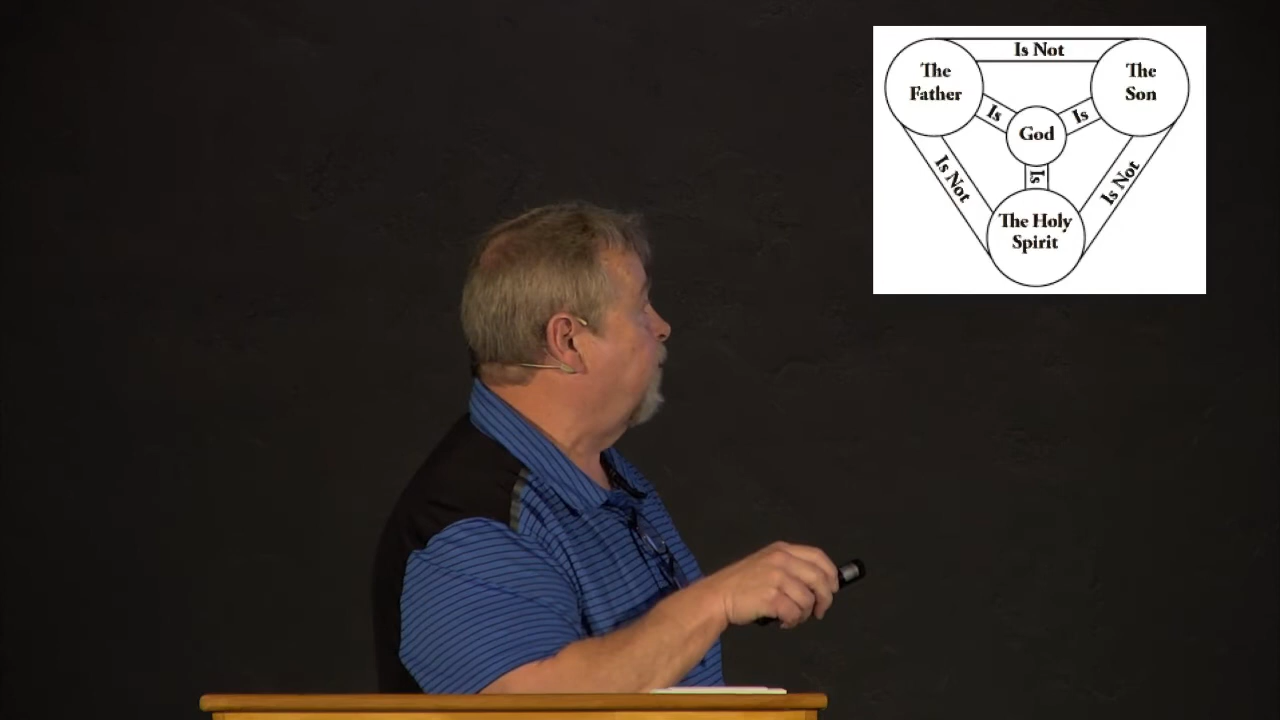 Is Not
The
Father
The
Son
Is
Is
God
Is
Is Not
Is Not
The Holy
Spirit